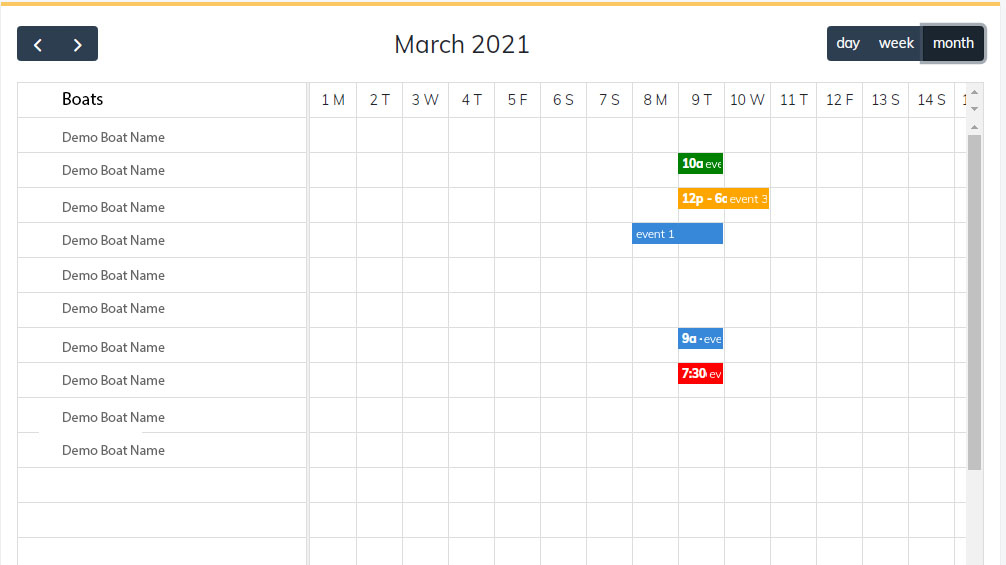 March 2021
day week month
Boats 1 M 2 T 3 W 4 T 5 F 6 S 7 S 8 M 9 T 10 W 11 T 12 F 13 S 14 S
Demo Boat Name
Demo Boat Name 10a eve
Demo Boat Name 12p - 6a event 3
Demo Boat Name event 1
Demo Boat Name
Demo Boat Name
Demo Boat Name 9a - eve
Demo Boat Name 7:30 ev
Demo Boat Name
Demo Boat Name